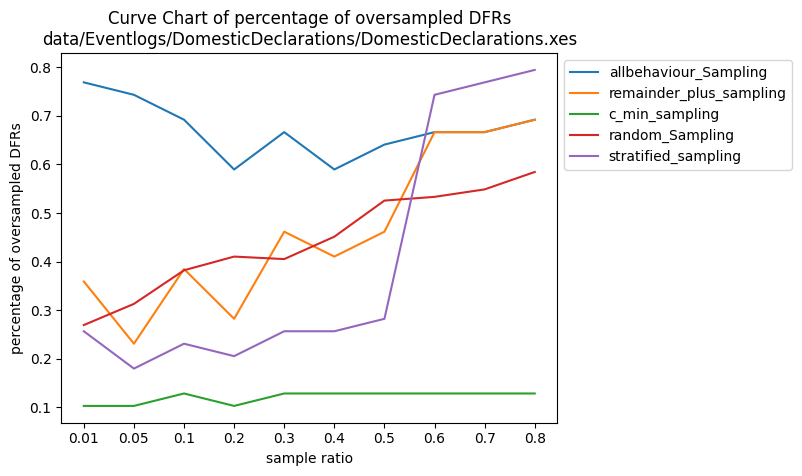 Curve Chart of percentage of oversampled DFRs
data/Eventlogs/DomesticDeclarations/DomesticDeclarations.xes
percentage of oversampled DFRs
0.8
0.7
0.6
0.5
0.4
0.3
0.2
0.1
0.01 0.05 0.1 0.2 0.3 0.4 0.5 0.6 0.7 0.8
sample ratio
allbehaviour_Sampling
remainder_plus_sampling
c_min_sampling
random_Sampling
stratified_sampling